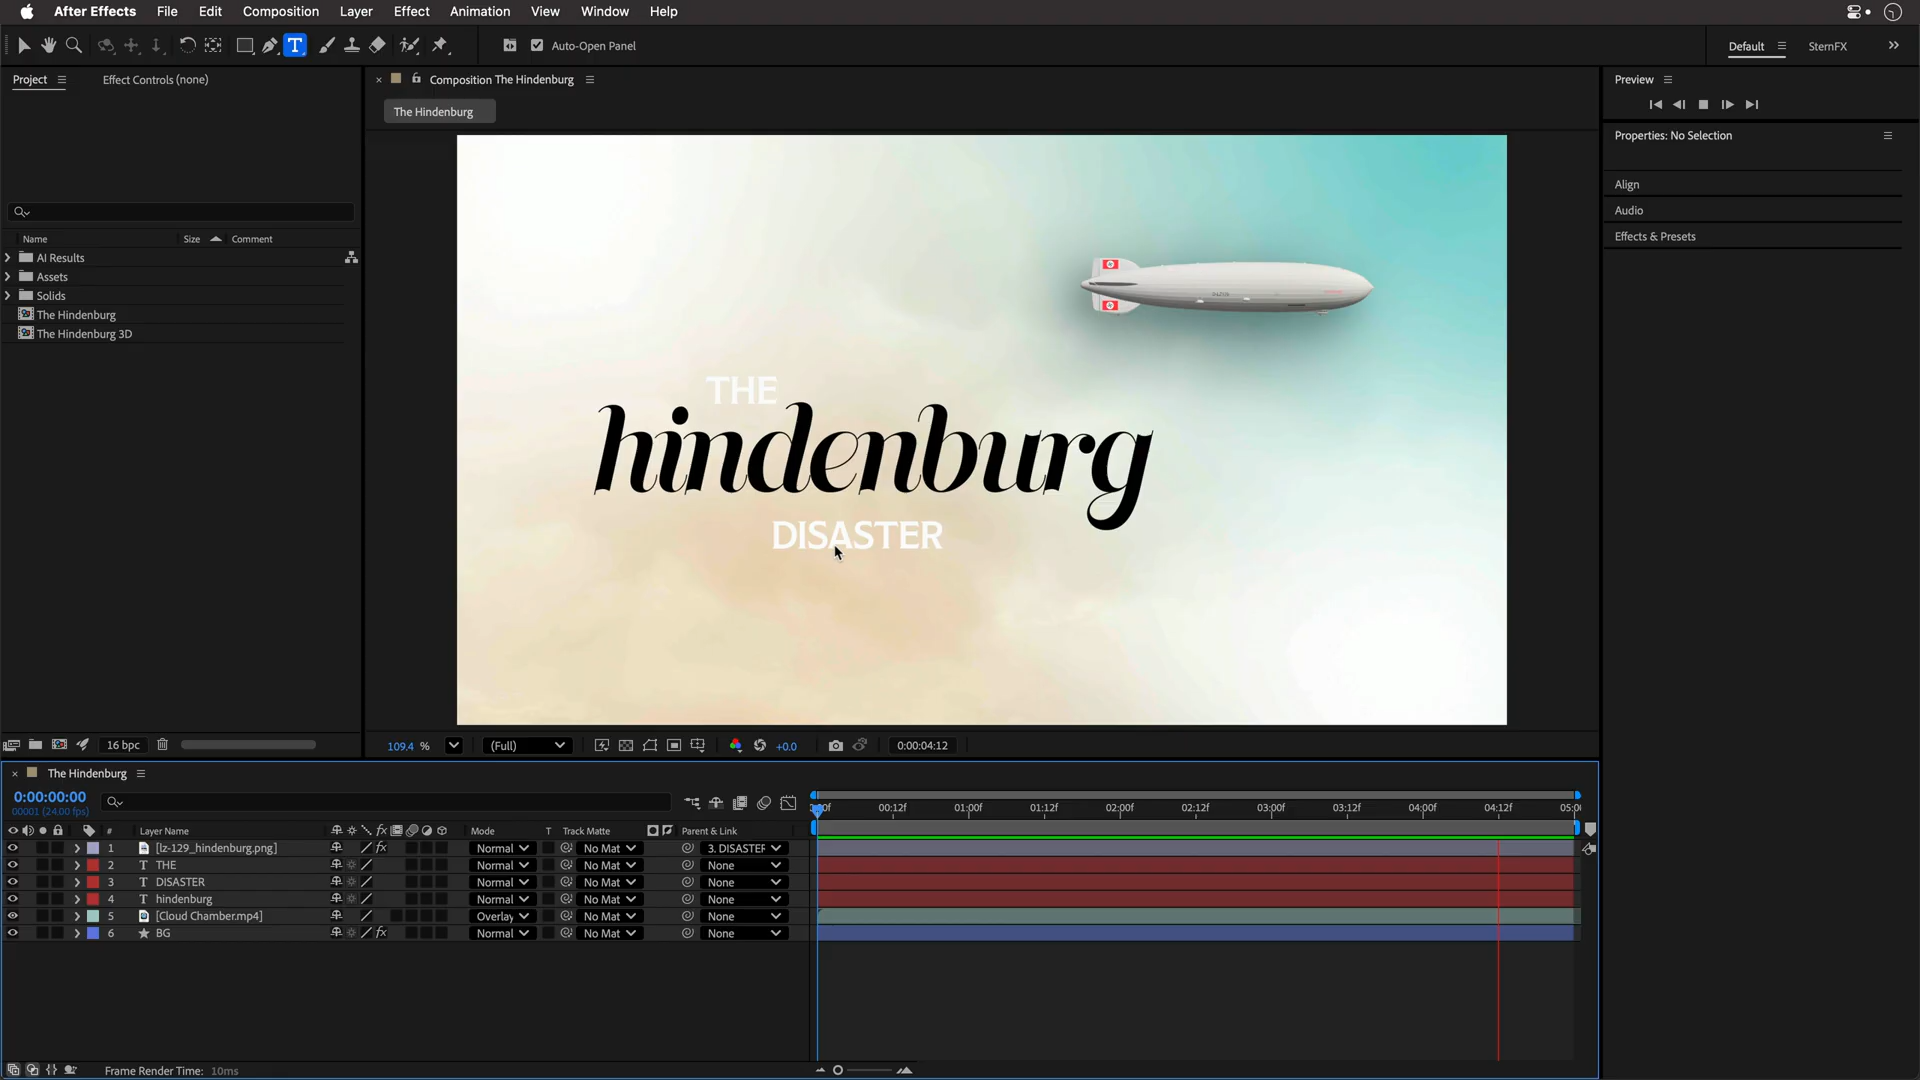 After Effects File Edit Composition Layer Effect Animation View Window Help
Auto-Open Panel
Default SternFX
Project Effect Controls (none)
Composition The Hindenburg
Preview
The Hindenburg
Properties: No Selection
Align
Audio
Effects & Presets
Name Size Comment
AI Results
Assets
Solids
The Hindenburg
The Hindenburg 3D
THE
hindenburg
DISASTER
16 bpc
109.4 % (Full) +0.0 0:00:04:12
The Hindenburg
0:00:00:00
00001 (24.00 fps)
00:12f 01:00f 01:12f 02:00f 02:12f 03:00f 03:12f 04:00f 04:12f
# Layer Name Mode T Track Matte Parent & Link
1 [lz-129_hindenburg.png] Normal No Mat 3. DISASTER
2 T THE Normal No Mat None
3 T DISASTER Normal No Mat None
4 T hindenburg Normal No Mat None
5 [Cloud Chamber.mp4] Overlay No Mat None
6 BG Normal No Mat None
Frame Render Time: 10ms